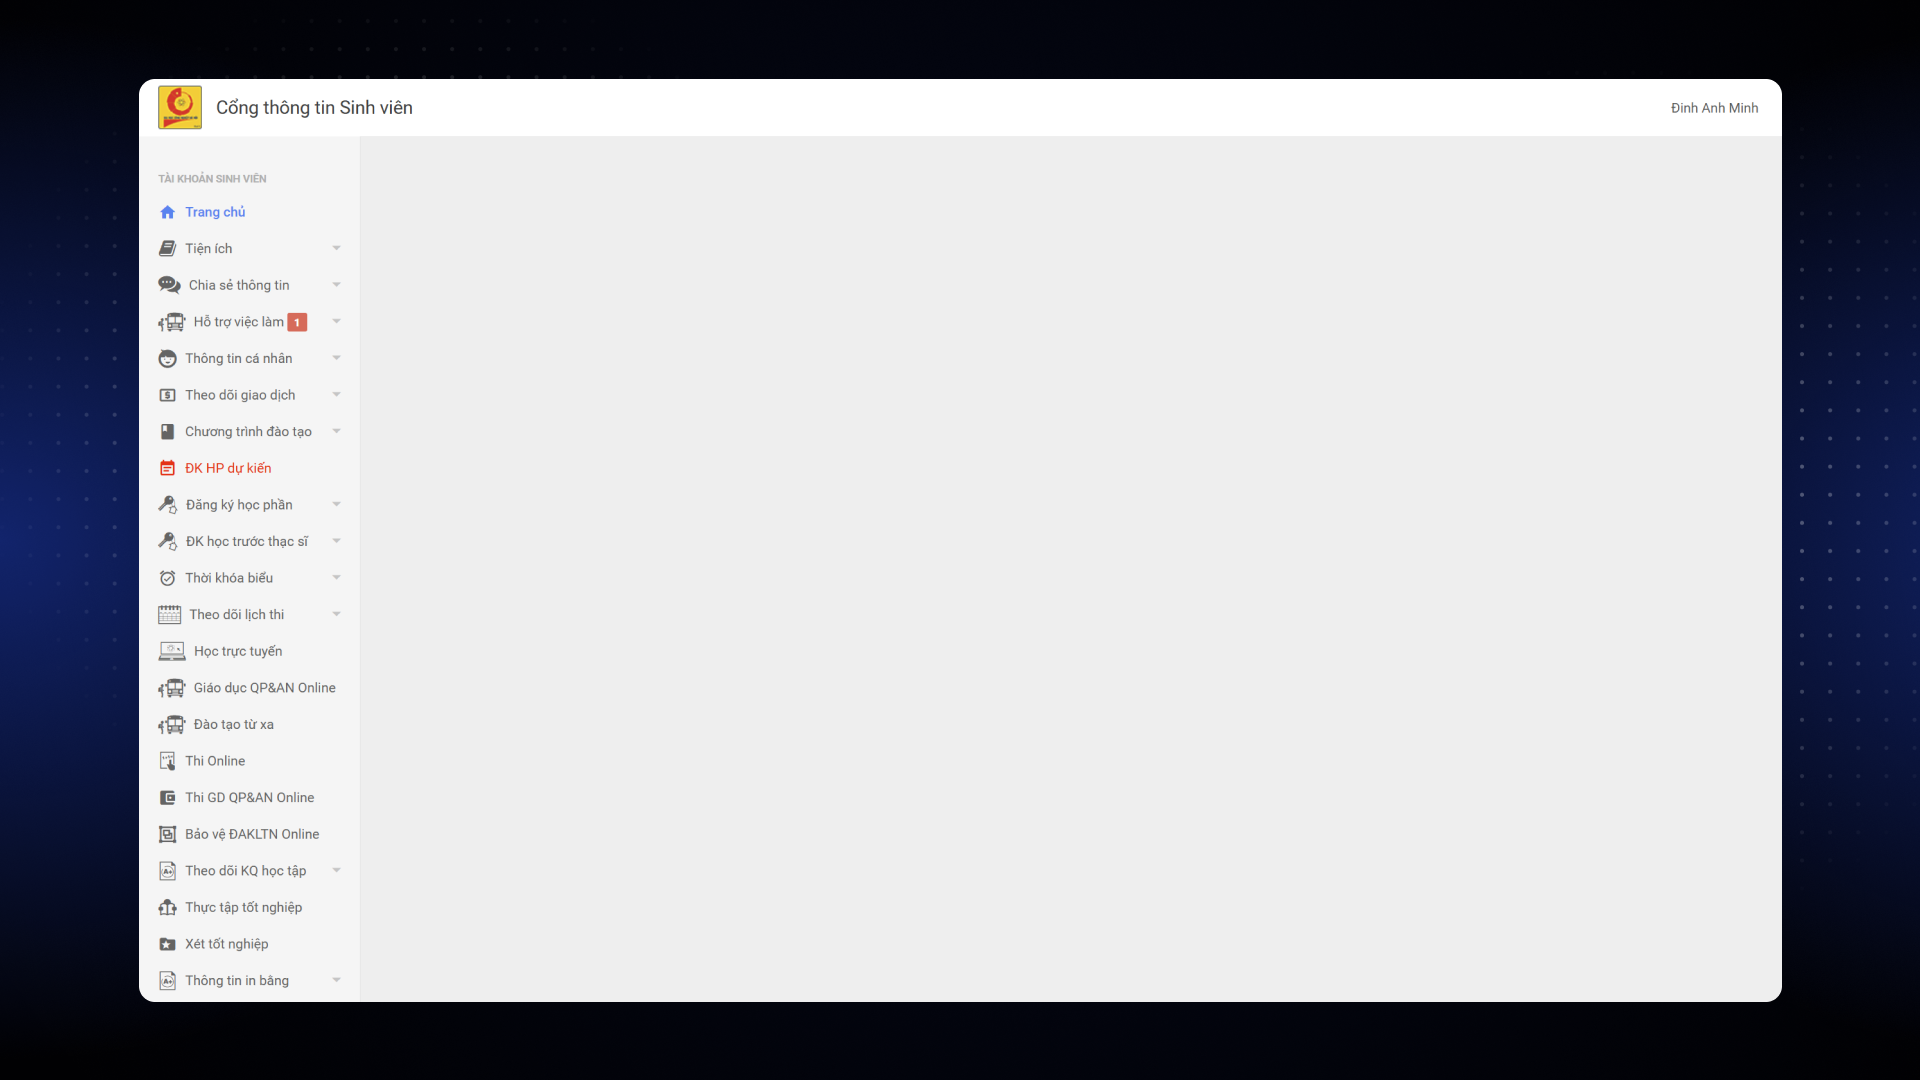 Cổng thông tin Sinh viên
Đinh Anh Minh
TÀI KHOẢN SINH VIÊN
Trang chủ
Tiện ích
Chia sẻ thông tin
Hỗ trợ việc làm 1
Thông tin cá nhân
Theo dõi giao dịch
Chương trình đào tạo
ĐK HP dự kiến
Đăng ký học phần
ĐK học trước thạc sĩ
Thời khóa biểu
Theo dõi lịch thi
Học trực tuyến
Giáo dục QP&AN Online
Đào tạo từ xa
Thi Online
Thi GD QP&AN Online
Bảo vệ ĐAKLTN Online
Theo dõi KQ học tập
Thực tập tốt nghiệp
Xét tốt nghiệp
Thông tin in bằng